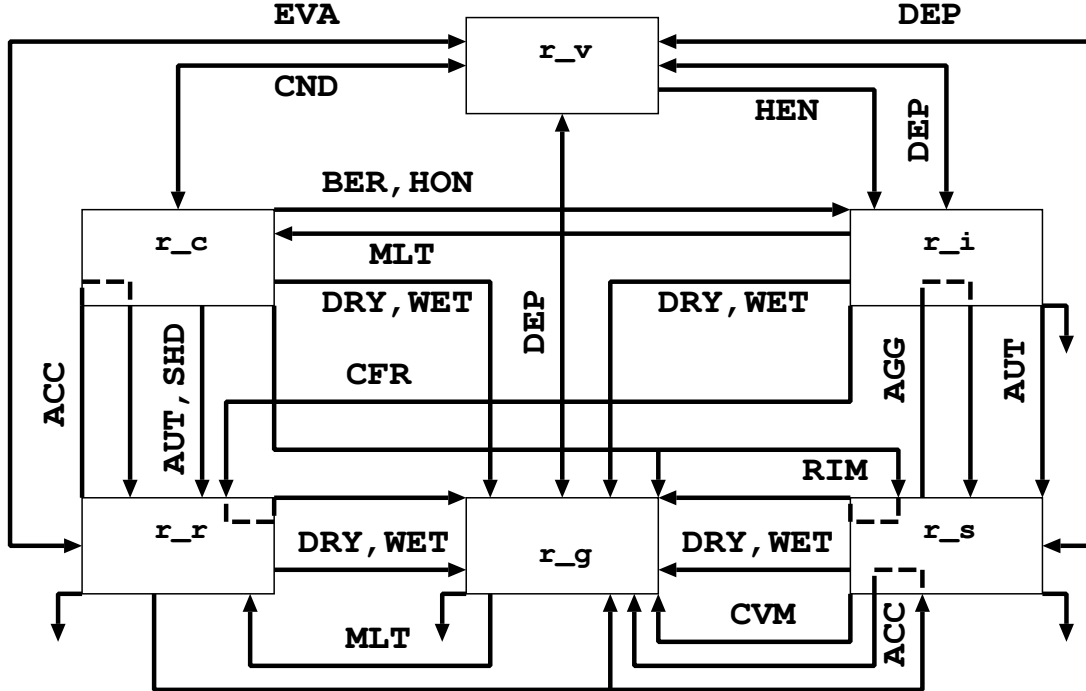 EVA
DEP
r_v
CND
HEN
DEP
BER,HON
r_c
r_i
MLT
DRY,WET
DRY,WET
DEP
ACC
AUT,SHD
CFR
AGG
AUT
RIM
r_r
r_g
r_s
DRY,WET
DRY,WET
MLT
CVM
ACC